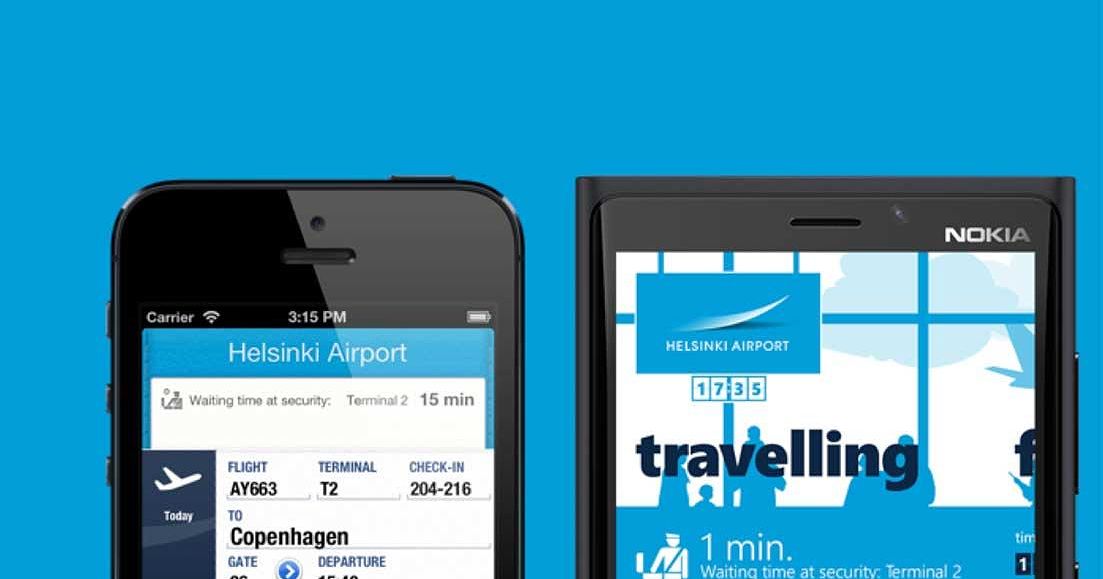 Carrier 3:15 PM
Helsinki Airport
Waiting time at security: Terminal 2 15 min
FLIGHT TERMINAL CHECK-IN
AY663 T2 204-216
Today
TO
Copenhagen
GATE DEPARTURE
NOKIA
HELSINKI AIRPORT
17:35
travelling
1 min.
Waiting time at security: Terminal 2
1